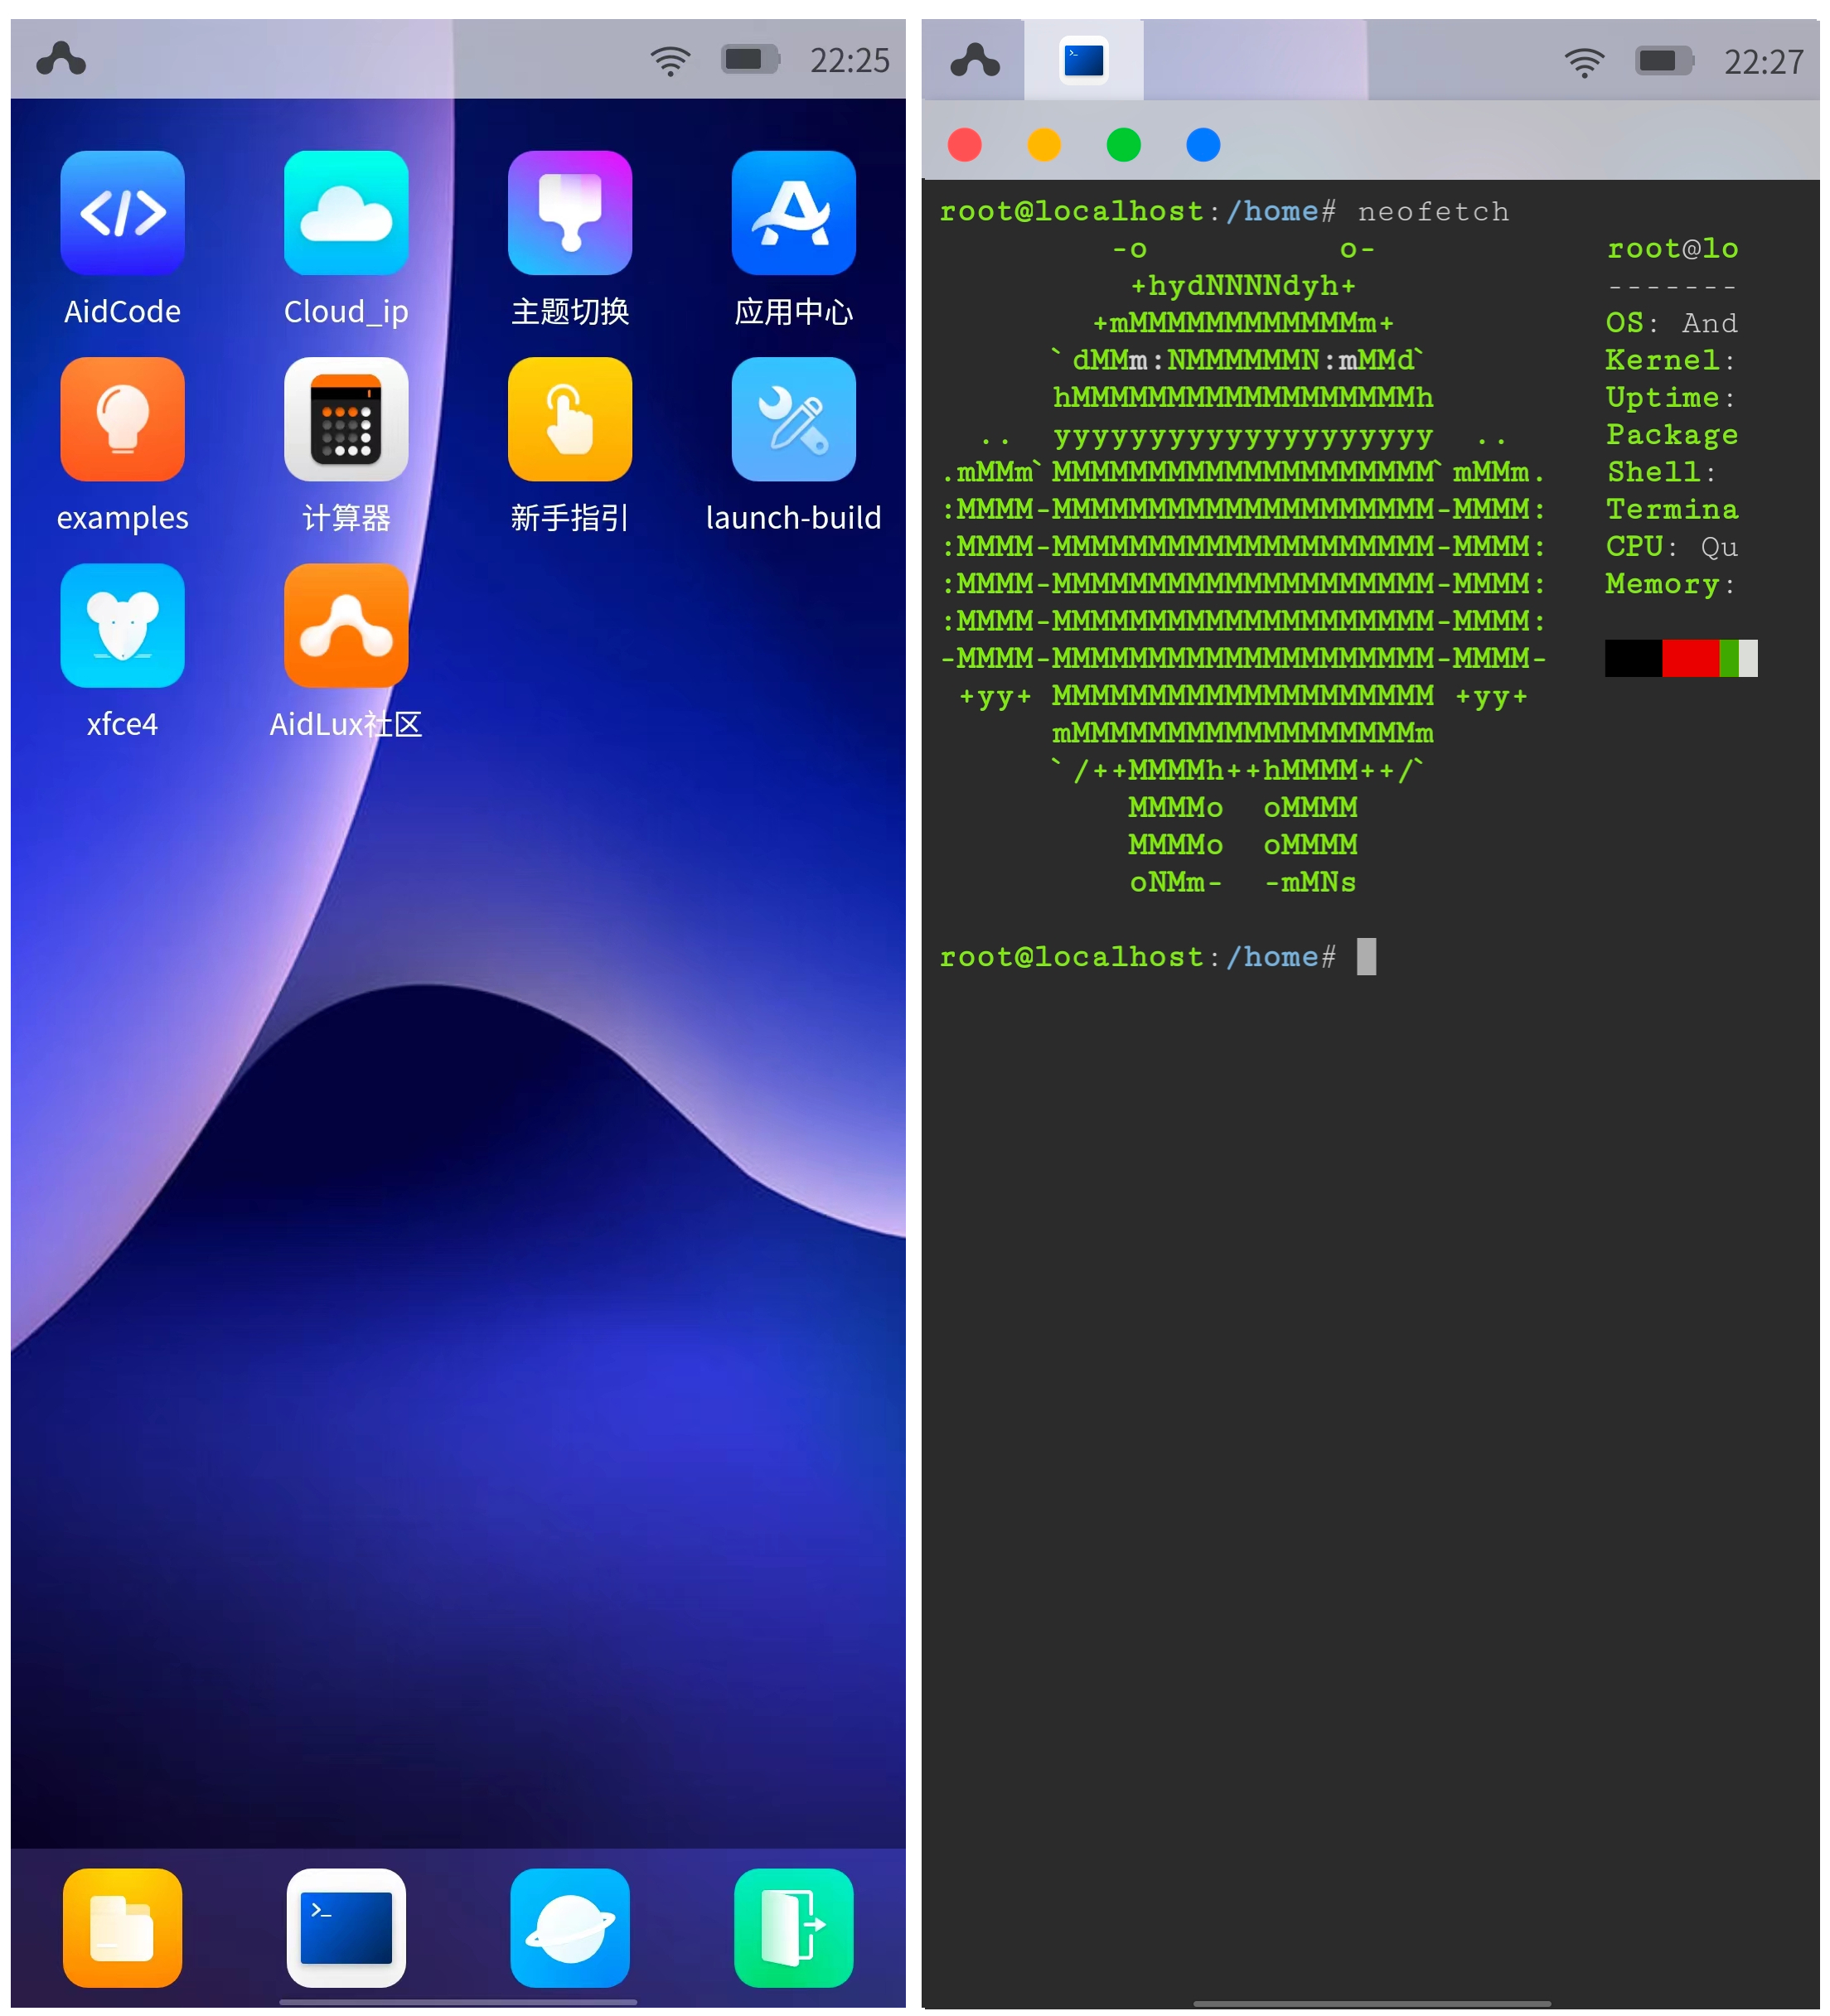 22:25
AidCode Cloud_ip 主题切换 应用中心
examples 计算器 新手指引 launch-build
xfce4 AidLux社区
>_
22:27
root@localhost:/home# neofetch
-o o- root@lo
+hydNNNNdyh+ -------
+mMMMMMMMMMMMMm+ OS: And
`dMMm:NMMMMMMN:mMMd` Kernel:
hMMMMMMMMMMMMMMMMMMh Uptime:
.. yyyyyyyyyyyyyyyyyyyy .. Package
.mMMm`MMMMMMMMMMMMMMMMMMMM`mMMm. Shell:
:MMMM-MMMMMMMMMMMMMMMMMMMM-MMMM: Termina
:MMMM-MMMMMMMMMMMMMMMMMMMM-MMMM: CPU: Qu
:MMMM-MMMMMMMMMMMMMMMMMMMM-MMMM: Memory:
:MMMM-MMMMMMMMMMMMMMMMMMMM-MMMM:
-MMMM-MMMMMMMMMMMMMMMMMMMM-MMMM-
+yy+ MMMMMMMMMMMMMMMMMMMM +yy+
mMMMMMMMMMMMMMMMMMMm
`/++MMMMh++hMMMM++/`
MMMMo oMMMM
MMMMo oMMMM
oNMm- -mMNs
root@localhost:/home#